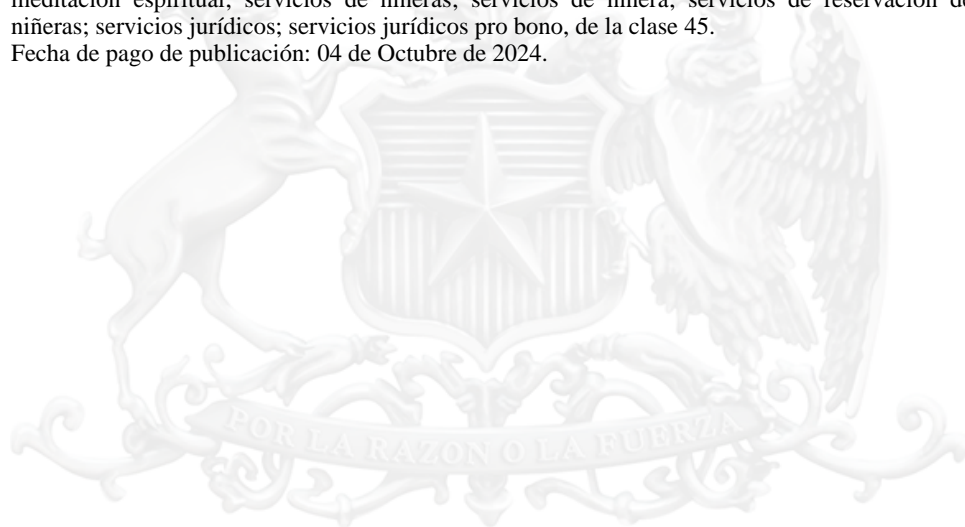 meditación espiritual; servicios de niñeras; servicios de niñera; servicios de reservación de
niñeras; servicios jurídicos; servicios jurídicos pro bono, de la clase 45.
Fecha de pago de publicación: 04 de Octubre de 2024.
POR LA RAZON O LA FUERZA